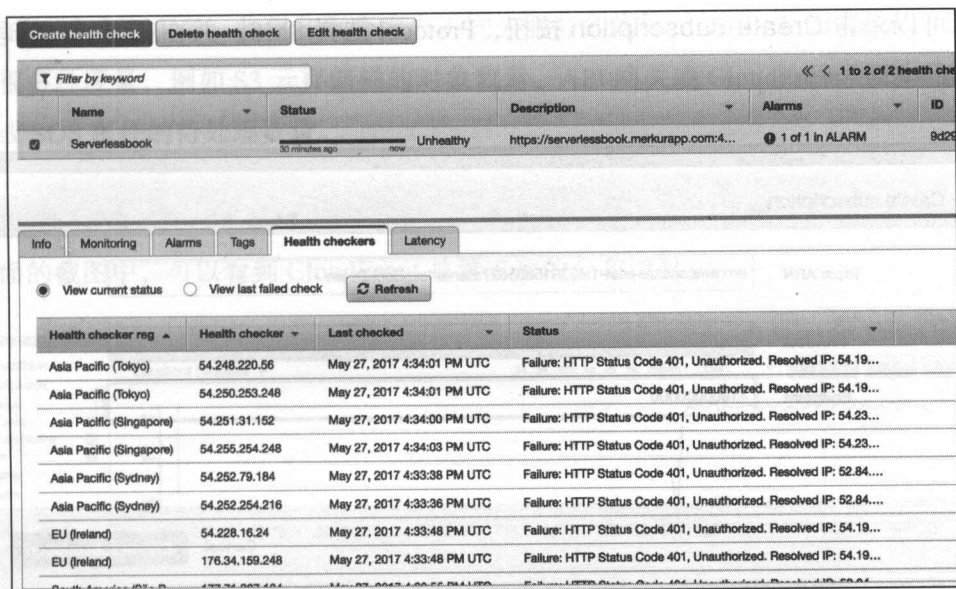 Create health check Delete health check Edit health check
Filter by keyword
1 to 2 of 2 health che
Name Status Description Alarms ID
Serverlessbook 30 minutes ago now Unhealthy https://serverlessbook.merkurapp.com:4... 1 of 1 in ALARM 9d29
Info Monitoring Alarms Tags Health checkers Latency
View current status View last failed check Refresh
Health checker reg Health checker Last checked Status
Asia Pacific (Tokyo) 54.248.220.56 May 27, 2017 4:34:01 PM UTC Failure: HTTP Status Code 401, Unauthorized. Resolved IP: 54.19...
Asia Pacific (Tokyo) 54.250.253.248 May 27, 2017 4:34:01 PM UTC Failure: HTTP Status Code 401, Unauthorized. Resolved IP: 54.19...
Asia Pacific (Singapore) 54.251.31.152 May 27, 2017 4:34:00 PM UTC Failure: HTTP Status Code 401, Unauthorized. Resolved IP: 54.23...
Asia Pacific (Singapore) 54.255.254.248 May 27, 2017 4:34:03 PM UTC Failure: HTTP Status Code 401, Unauthorized. Resolved IP: 54.23...
Asia Pacific (Sydney) 54.252.79.184 May 27, 2017 4:33:38 PM UTC Failure: HTTP Status Code 401, Unauthorized. Resolved IP: 52.84....
Asia Pacific (Sydney) 54.252.254.216 May 27, 2017 4:33:36 PM UTC Failure: HTTP Status Code 401, Unauthorized. Resolved IP: 52.84....
EU (Ireland) 54.228.16.24 May 27, 2017 4:33:48 PM UTC Failure: HTTP Status Code 401, Unauthorized. Resolved IP: 54.19...
EU (Ireland) 176.34.159.248 May 27, 2017 4:33:48 PM UTC Failure: HTTP Status Code 401, Unauthorized. Resolved IP: 54.19...